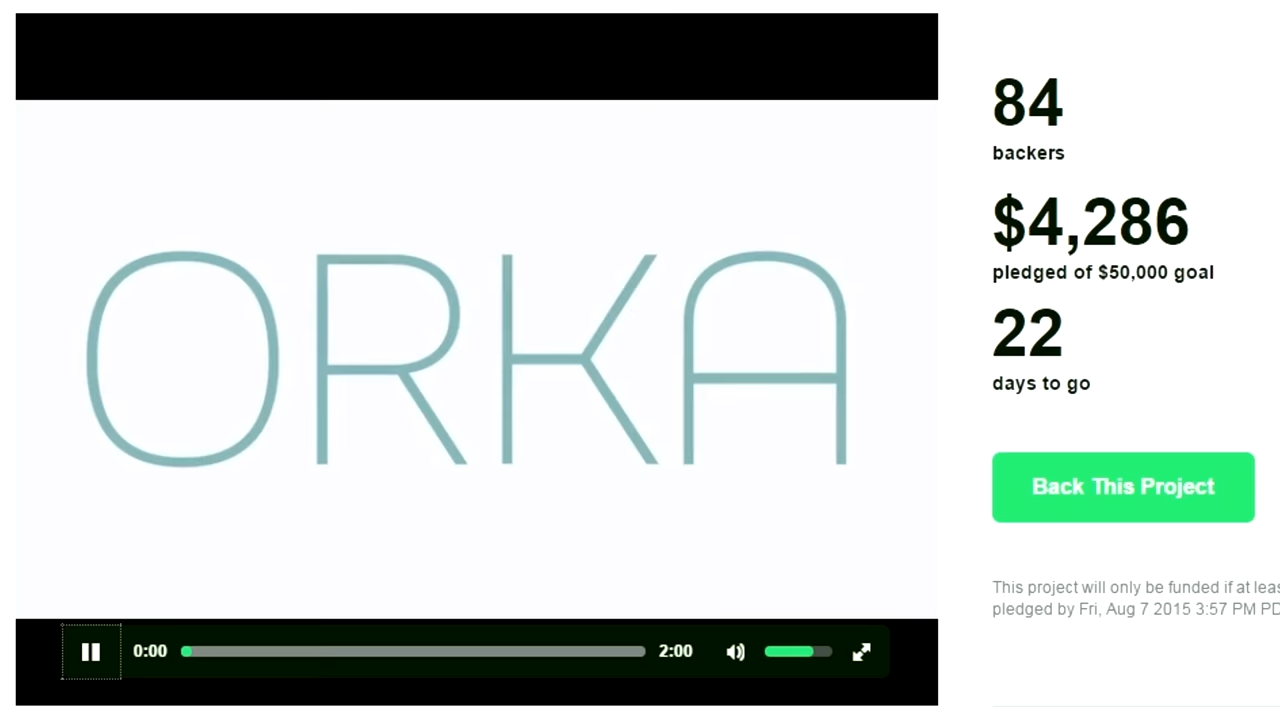 ORKA
0:00
2:00
84
backers
$4,286
pledged of $50,000 goal
22
days to go
Back This Project
This project will only be funded if at leas
pledged by Fri, Aug 7 2015 3:57 PM PD